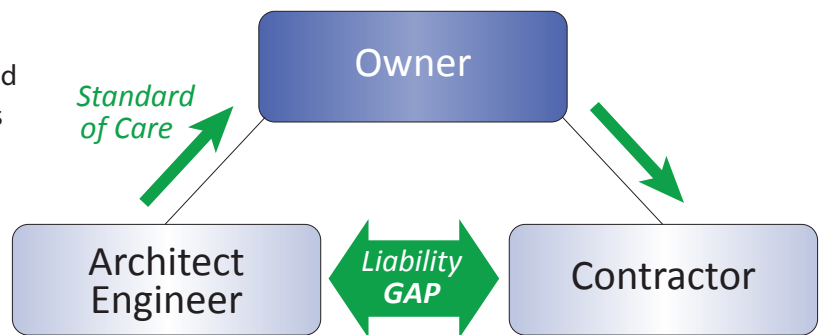 Owner
d
s
Standard
of Care
Architect
Engineer
Liability
GAP
Contractor